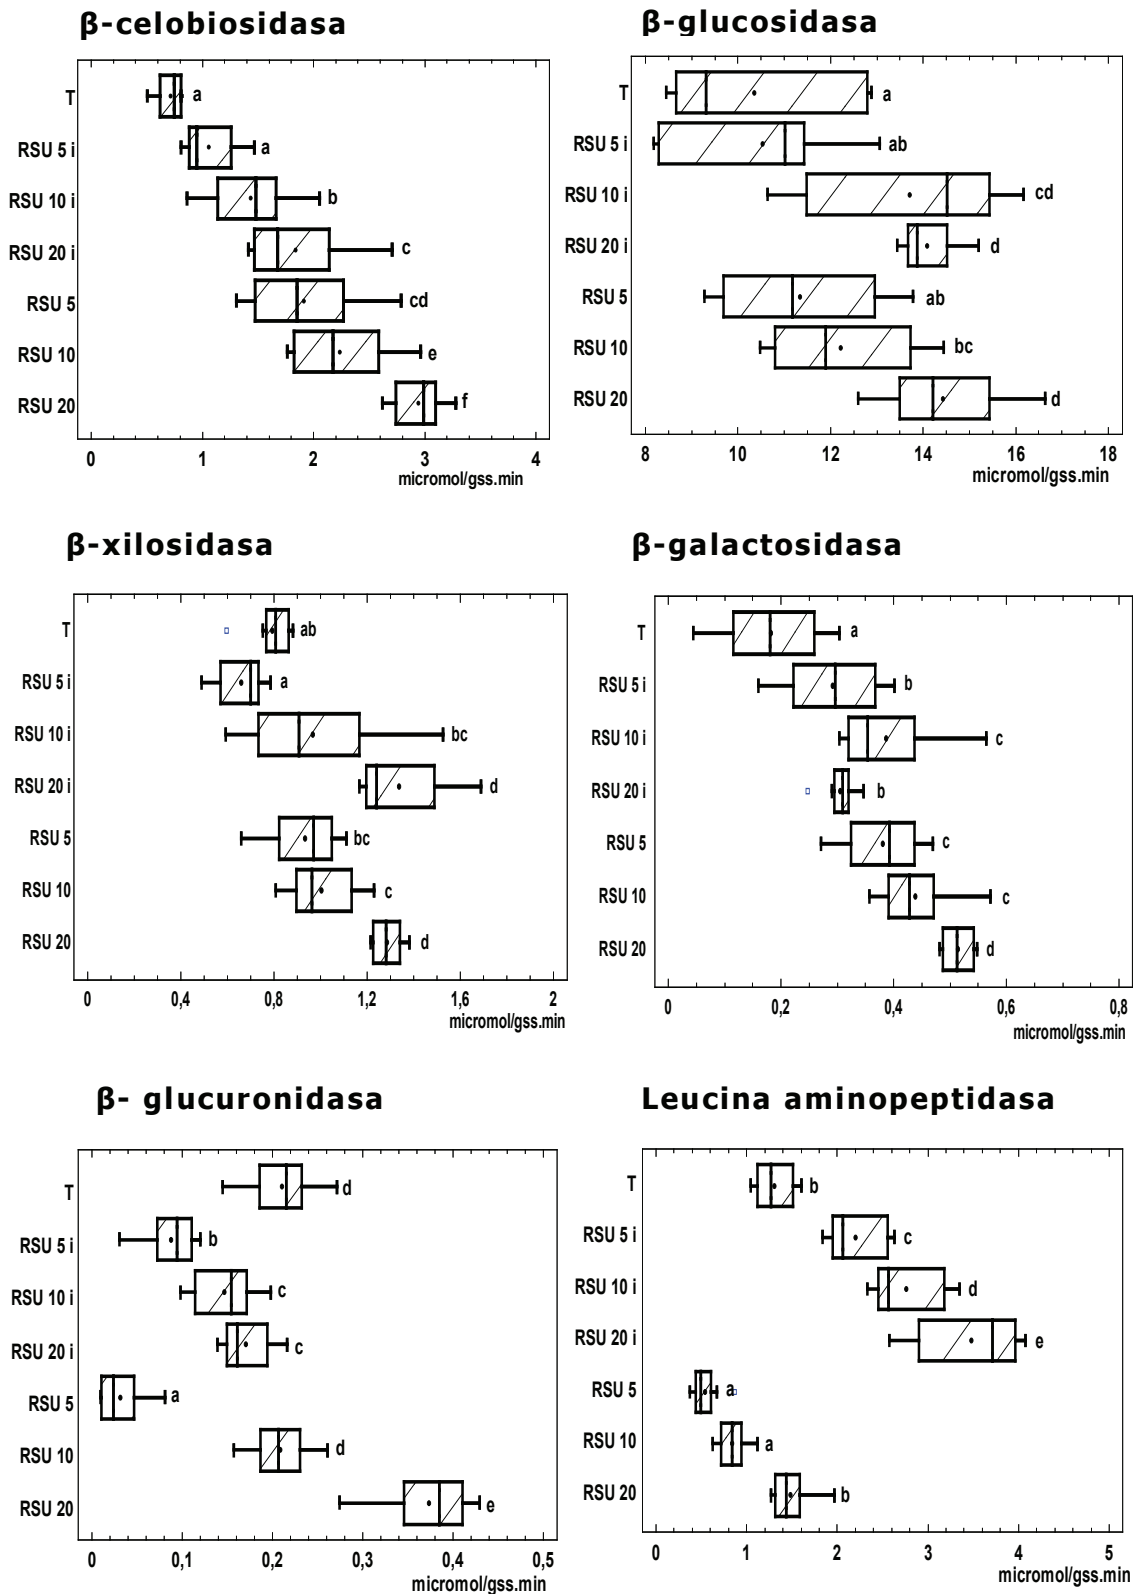 β-celobiosidasa
T
a
RSU 5 i
a
RSU 10 i
b
RSU 20 i
c
RSU 5
cd
RSU 10
e
RSU 20
f
0 1 2 3 4
micromol/gss.min
β-glucosidasa
T
a
RSU 5 i
ab
RSU 10 i
cd
RSU 20 i
d
RSU 5
ab
RSU 10
bc
RSU 20
d
8 10 12 14 16 18
micromol/gss.min
β-xilosidasa
T
ab
RSU 5 i
a
RSU 10 i
bc
RSU 20 i
d
RSU 5
bc
RSU 10
c
RSU 20
d
0 0,4 0,8 1,2 1,6 2
micromol/gss.min
β-galactosidasa
T
a
RSU 5 i
b
RSU 10 i
c
RSU 20 i
b
RSU 5
c
RSU 10
c
RSU 20
d
0 0,2 0,4 0,6 0,8
micromol/gss.min
β- glucuronidasa
T
d
RSU 5 i
b
RSU 10 i
c
RSU 20 i
c
RSU 5
a
RSU 10
d
RSU 20
e
0 0,1 0,2 0,3 0,4 0,5
micromol/gss.min
Leucina aminopeptidasa
T
b
RSU 5 i
c
RSU 10 i
d
RSU 20 i
e
RSU 5
a
RSU 10
a
RSU 20
b
0 1 2 3 4 5
micromol/gss.min